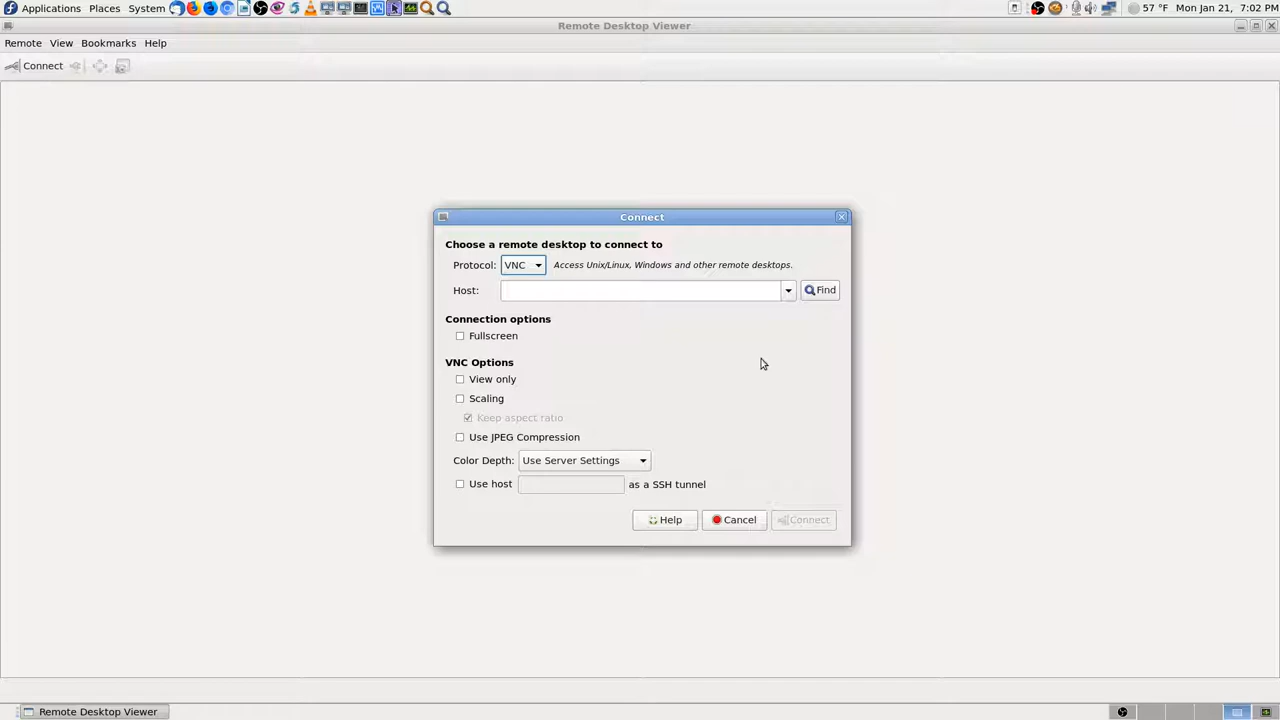 Applications Places System 57 °F Mon Jan 21, 7:02 PM
Remote Desktop Viewer
Remote View Bookmarks Help
Connect
Connect
Choose a remote desktop to connect to
Protocol: VNC Access Unix/Linux, Windows and other remote desktops.
Host: Find
Connection options
Fullscreen
VNC Options
View only
Scaling
Keep aspect ratio
Use JPEG Compression
Color Depth: Use Server Settings
Use host as a SSH tunnel
Help Cancel Connect
Remote Desktop Viewer